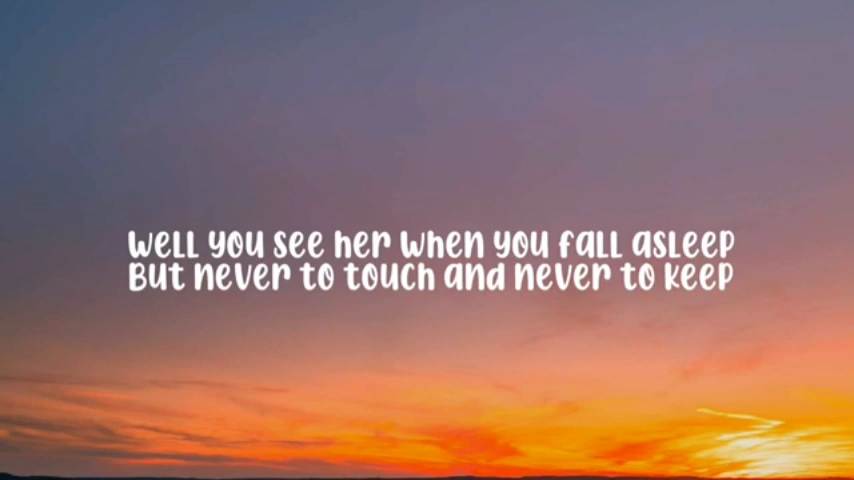 Well you see her when you fall asleep
But never to touch and never to keep